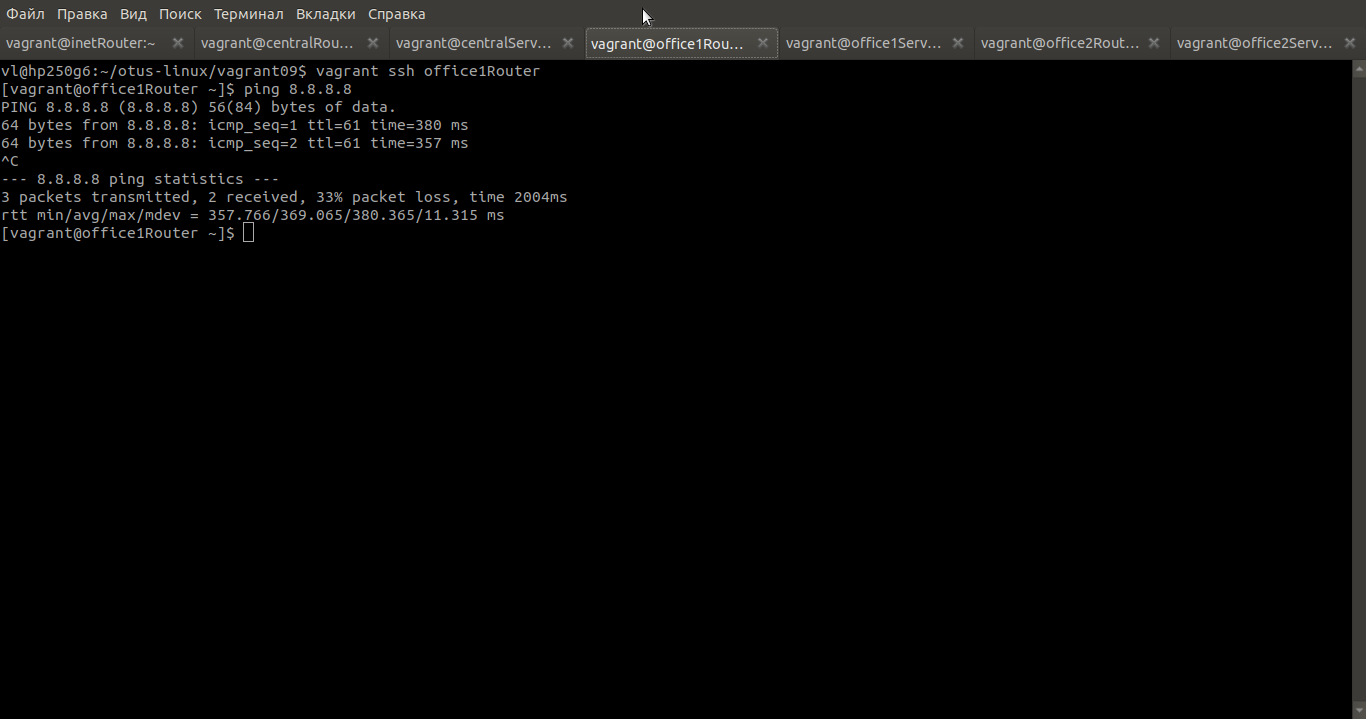 Файл Правка Вид Поиск Терминал Вкладки Справка
vagrant@inetRouter:~ vagrant@centralRou... vagrant@centralServ... vagrant@office1Rou... vagrant@office1Serv... vagrant@office2Rout... vagrant@office2Serv...
vl@hp250g6:~/otus-linux/vagrant09$ vagrant ssh office1Router
[vagrant@office1Router ~]$ ping 8.8.8.8
PING 8.8.8.8 (8.8.8.8) 56(84) bytes of data.
64 bytes from 8.8.8.8: icmp_seq=1 ttl=61 time=380 ms
64 bytes from 8.8.8.8: icmp_seq=2 ttl=61 time=357 ms
^C
--- 8.8.8.8 ping statistics ---
3 packets transmitted, 2 received, 33% packet loss, time 2004ms
rtt min/avg/max/mdev = 357.766/369.065/380.365/11.315 ms
[vagrant@office1Router ~]$